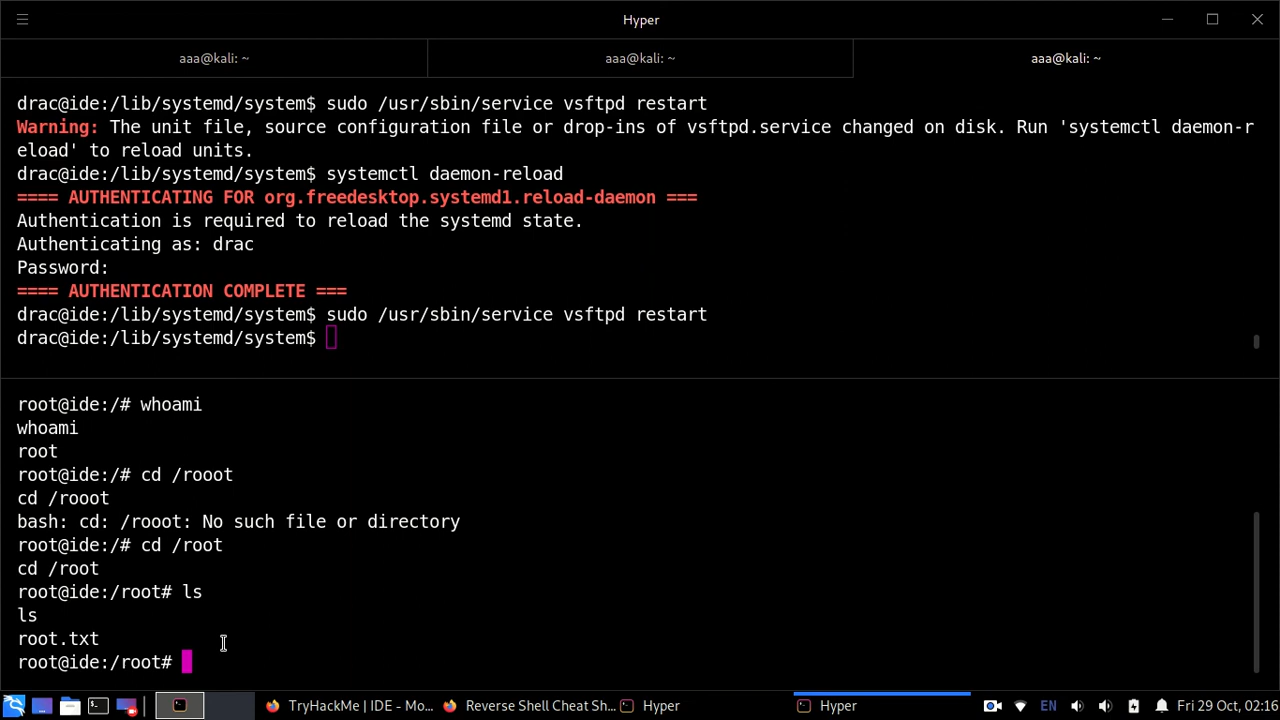 Hyper
aaa@kali: ~
aaa@kali: ~
aaa@kali: ~
drac@ide:/lib/systemd/system$ sudo /usr/sbin/service vsftpd restart
Warning: The unit file, source configuration file or drop-ins of vsftpd.service changed on disk. Run 'systemctl daemon-r
eload' to reload units.
drac@ide:/lib/systemd/system$ systemctl daemon-reload
==== AUTHENTICATING FOR org.freedesktop.systemd1.reload-daemon ===
Authentication is required to reload the systemd state.
Authenticating as: drac
Password:
==== AUTHENTICATION COMPLETE ===
drac@ide:/lib/systemd/system$ sudo /usr/sbin/service vsftpd restart
drac@ide:/lib/systemd/system$
root@ide:/# whoami
whoami
root
root@ide:/# cd /rooot
cd /rooot
bash: cd: /rooot: No such file or directory
root@ide:/# cd /root
cd /root
root@ide:/root# ls
ls
root.txt
root@ide:/root#
TryHackMe | IDE - Mo... Reverse Shell Cheat Sh... Hyper Hyper EN Fri 29 Oct, 02:16